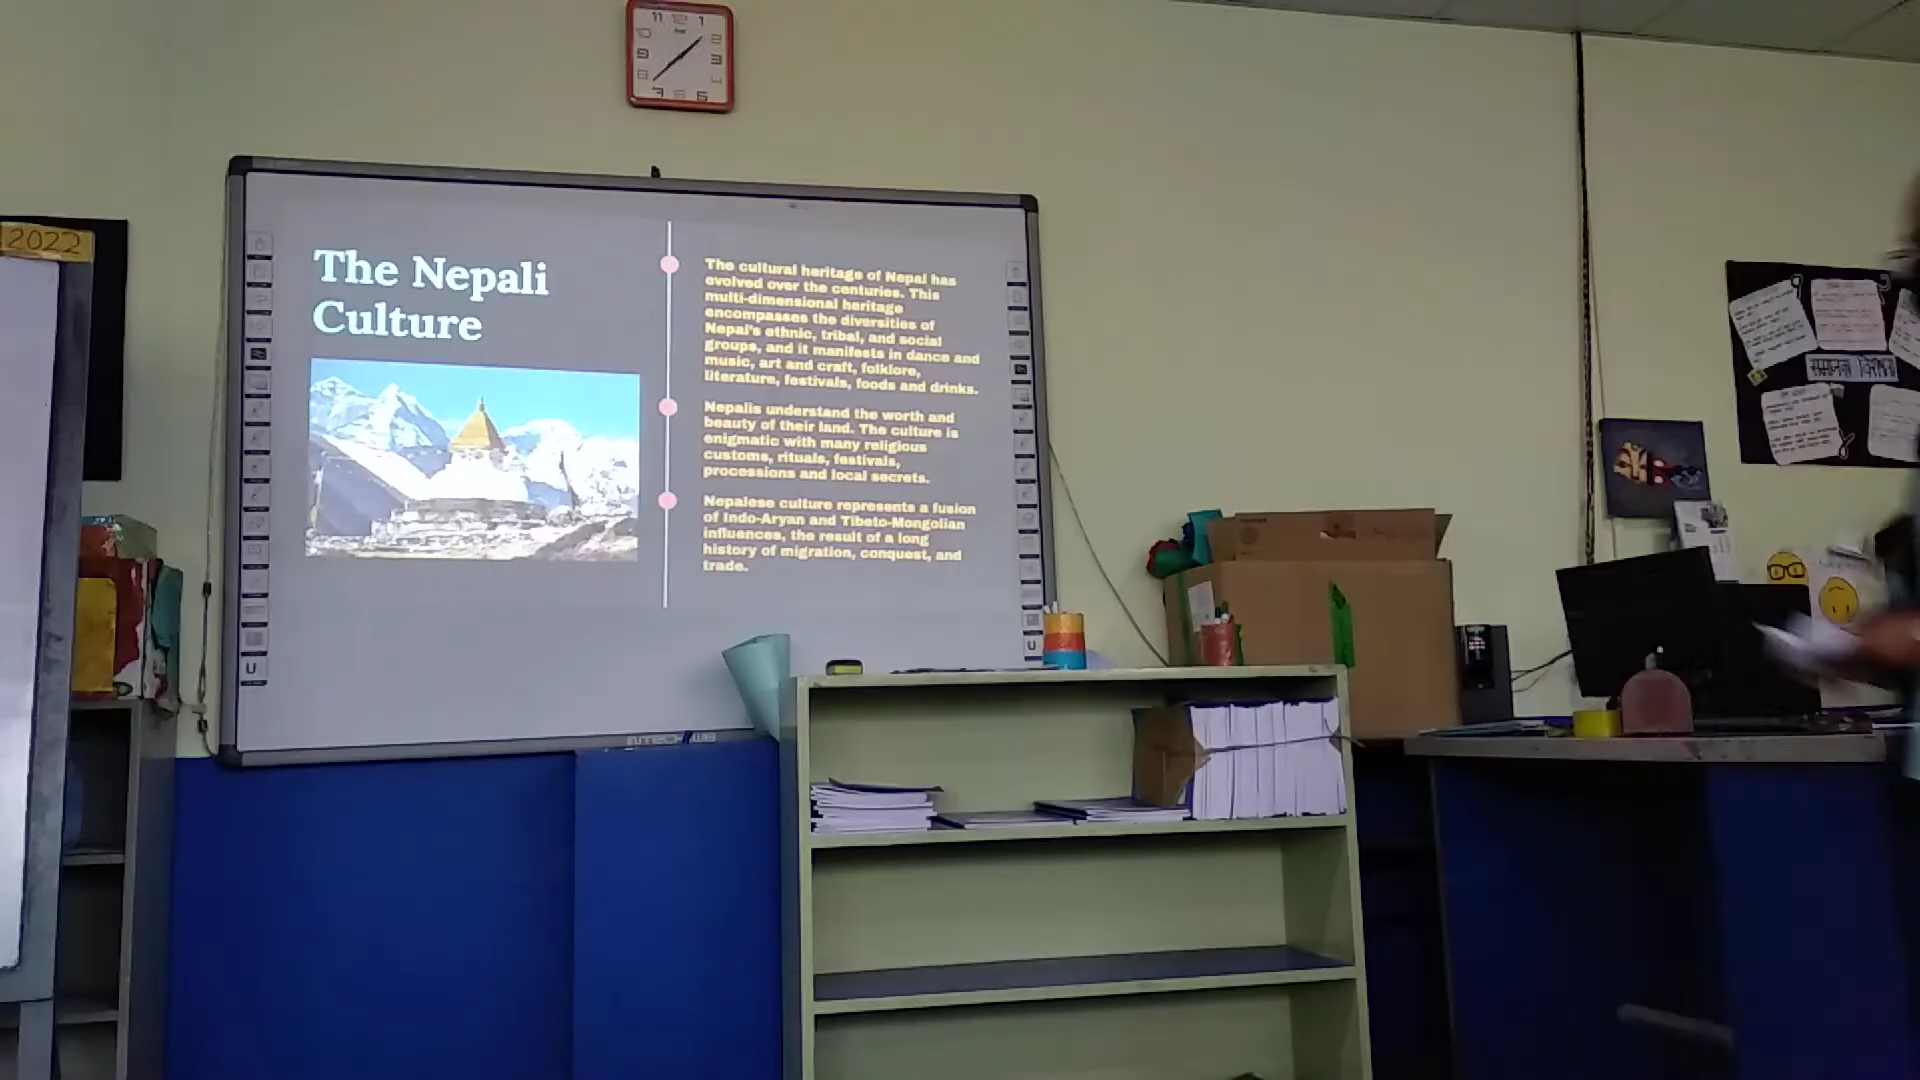 11 12 1
2022
The Nepali
Culture
The cultural heritage of Nepal has
evolved over the centuries. This
multi-dimensional heritage
encompasses the diversities of
Nepal's ethnic, tribal, and social
groups, and it manifests in dance and
music, art and craft, folklore,
literature, festivals, foods and drinks.
Nepalis understand the worth and
beauty of their land. The culture is
enigmatic with many religious
customs, rituals, festivals,
processions and local secrets.
Nepalese culture represents a fusion
of Indo-Aryan and Tibeto-Mongolian
influences, the result of a long
history of migration, conquest, and
trade.
U
U